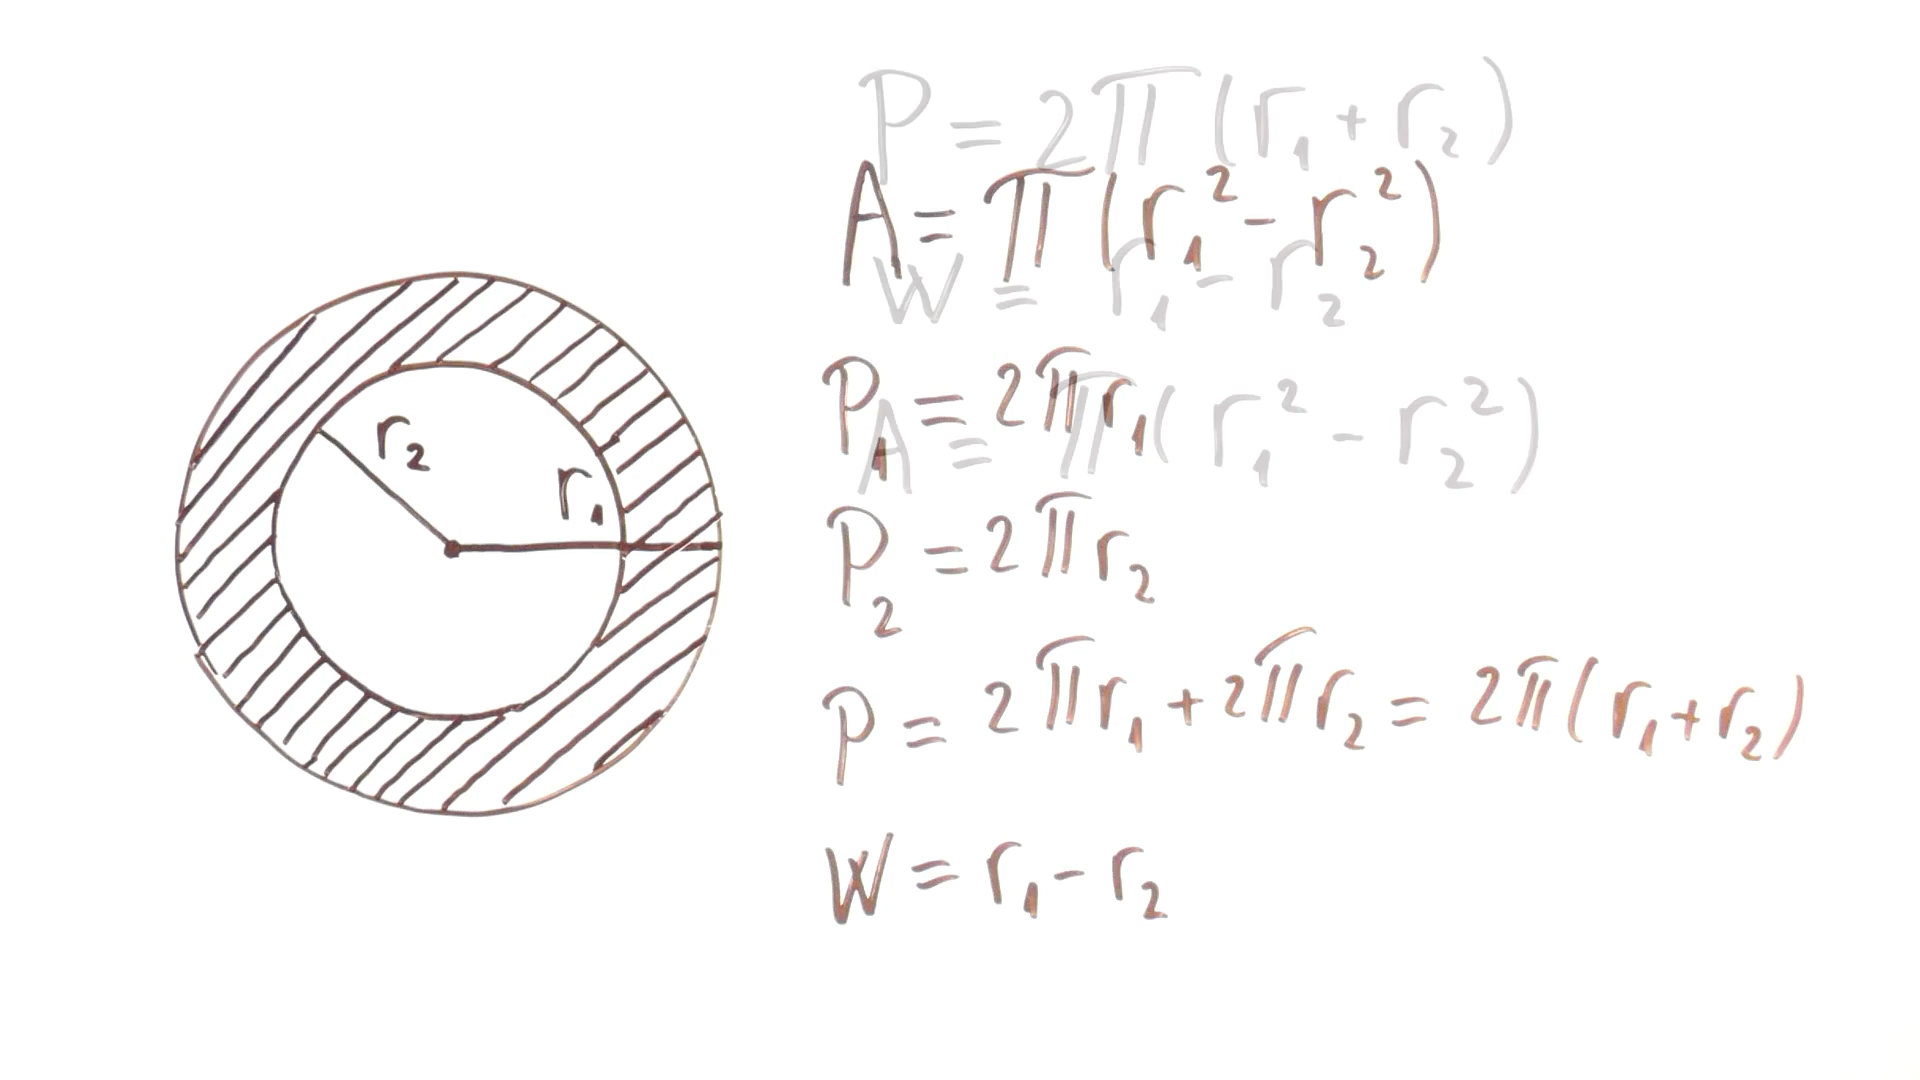 P = 2π(r₁ + r₂)
A = π(r₁² - r₂²)
W = r₁ - r₂
P₁ = 2πr₁
A = π(r₁² - r₂²)
r₂
r₁
P₂ = 2πr₂
P = 2πr₁ + 2πr₂ = 2π(r₁ + r₂)
W = r₁ - r₂